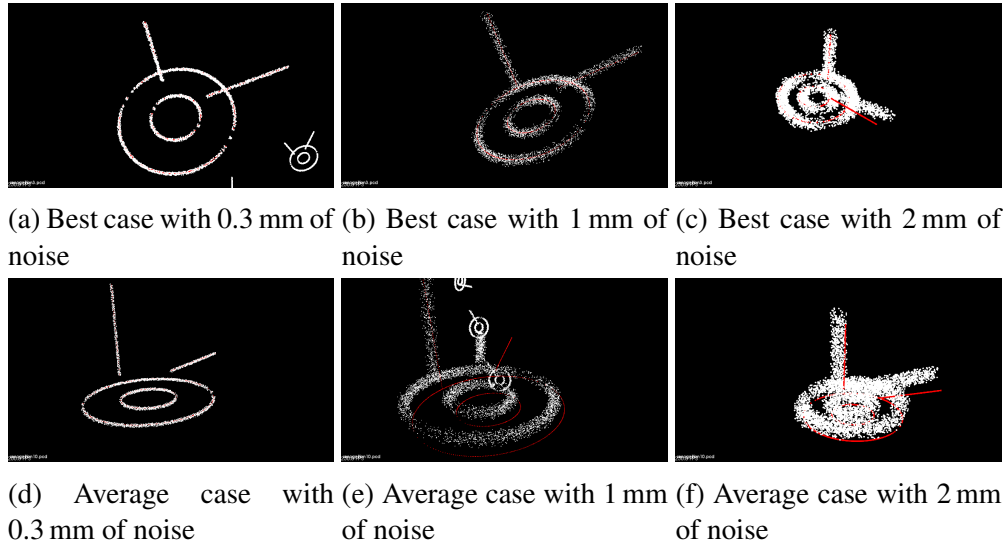 (a) Best case with 0.3 mm of
noise
(b) Best case with 1 mm of
noise
(c) Best case with 2 mm of
noise
(d) Average case with
0.3 mm of noise
(e) Average case with 1 mm
of noise
(f) Average case with 2 mm
of noise